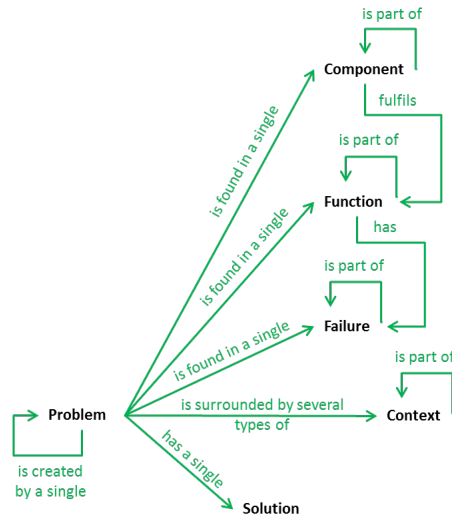 is part of
Component
fulfils
is found in a single
is part of
Function
is found in a single
has
is part of
Failure
is found in a single
is part of
Problem
is surrounded by several
types of
Context
is created
by a single
has a single
Solution